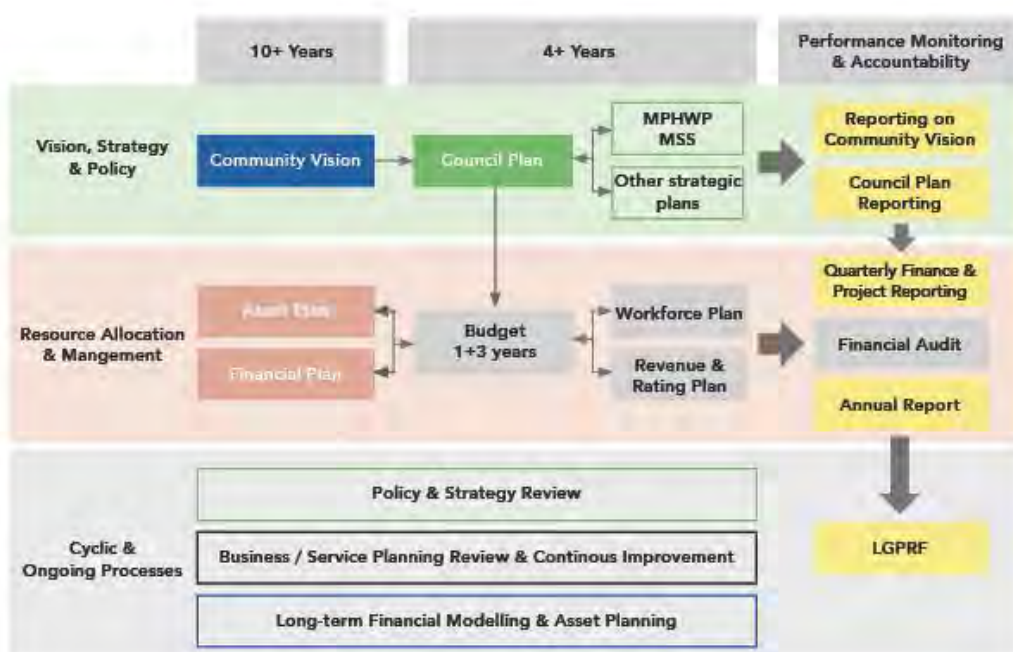 10+ Years
4+ Years
Performance Monitoring
& Accountability
Vision, Strategy
& Policy
Community Vision
Council Plan
MPHWP
MSS
Other strategic
plans
Reporting on
Community Vision
Council Plan
Reporting
Resource Allocation
& Mangement
Asset Plan
Financial Plan
Budget
1+3 years
Workforce Plan
Revenue &
Rating Plan
Quarterly Finance &
Project Reporting
Financial Audit
Annual Report
Cyclic &
Ongoing Processes
Policy & Strategy Review
Business / Service Planning Review & Continous Improvement
Long-term Financial Modelling & Asset Planning
LGPRF